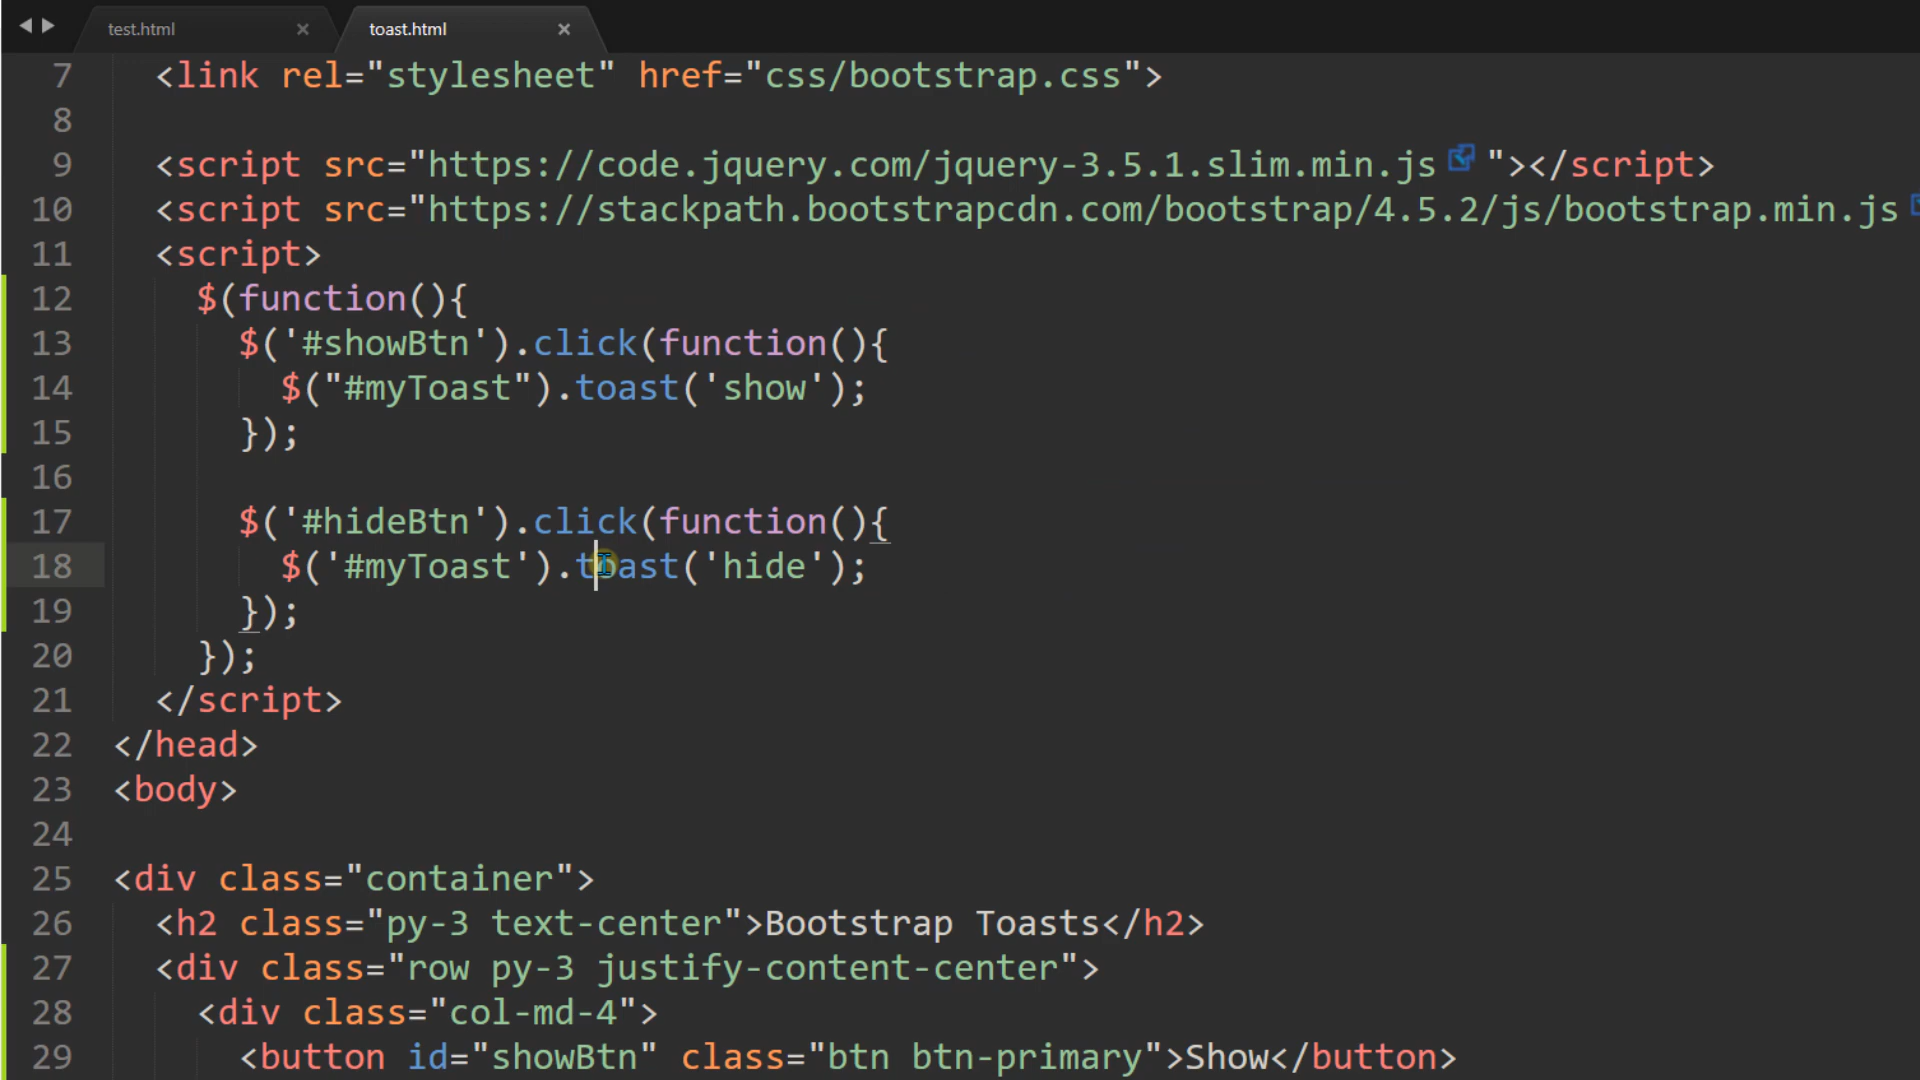 test.html × toast.html ×
7 <link rel="stylesheet" href="css/bootstrap.css">
8
9 <script src="https://code.jquery.com/jquery-3.5.1.slim.min.js "></script>
10 <script src="https://stackpath.bootstrapcdn.com/bootstrap/4.5.2/js/bootstrap.min.js
11 <script>
12 $(function(){
13 $('#showBtn').click(function(){
14 $("#myToast").toast('show');
15 });
16
17 $('#hideBtn').click(function(){
18 $('#myToast').toast('hide');
19 });
20 });
21 </script>
22 </head>
23 <body>
24
25 <div class="container">
26 <h2 class="py-3 text-center">Bootstrap Toasts</h2>
27 <div class="row py-3 justify-content-center">
28 <div class="col-md-4">
29 <button id="showBtn" class="btn btn-primary">Show</button>